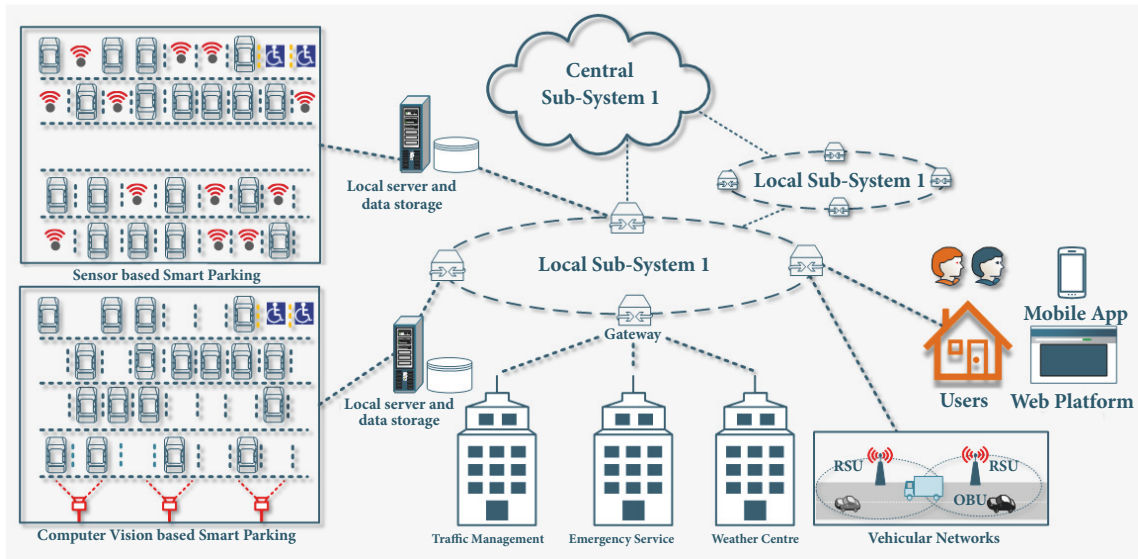 Central
Sub-System 1
Local Sub-System 1
Local server and
data storage
Local Sub-System 1
Sensor based Smart Parking
Gateway
Mobile App
Local server and
data storage
Users
Web Platform
RSU
RSU
OBU
Computer Vision based Smart Parking
Traffic Management
Emergency Service
Weather Centre
Vehicular Networks